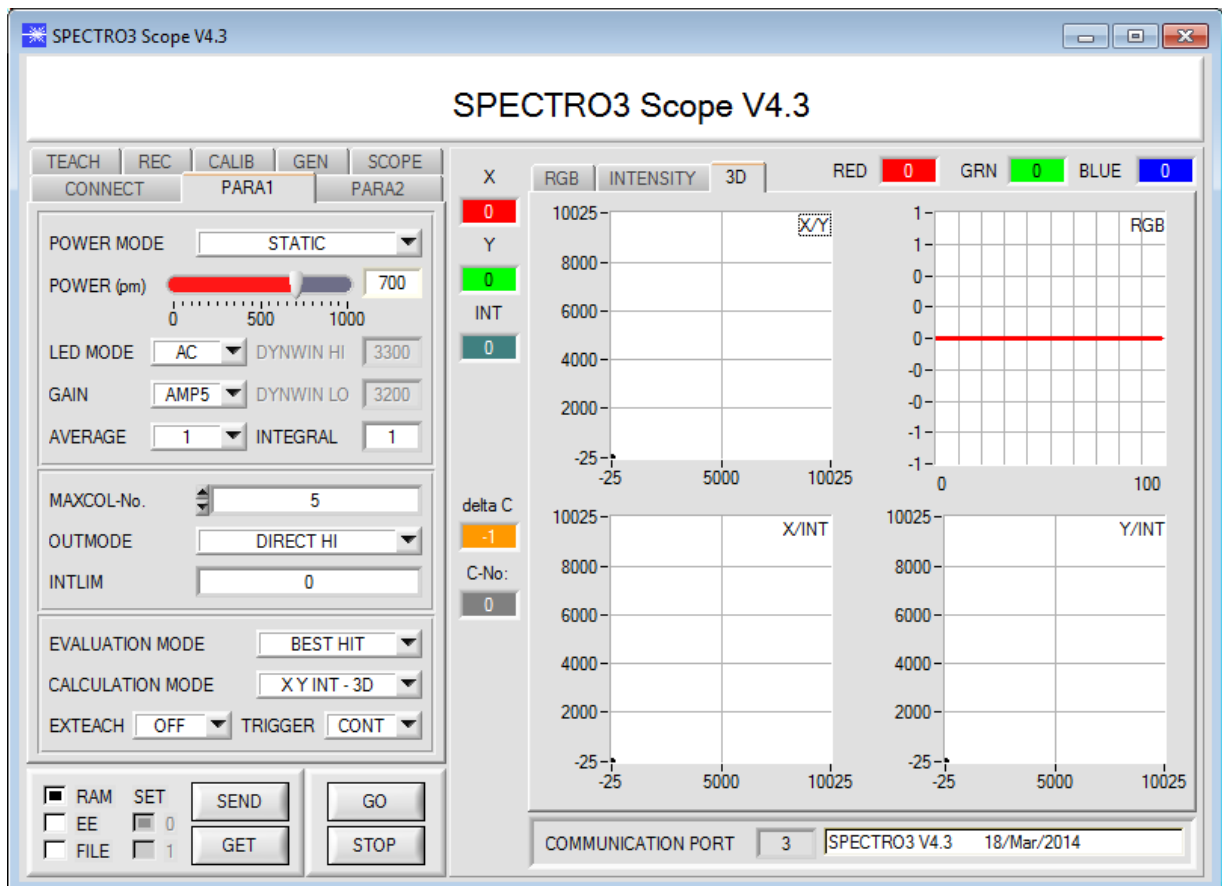 SPECTRO3 Scope V4.3
SPECTRO3 Scope V4.3
TEACH REC CALIB GEN SCOPE
CONNECT PARA1 PARA2
POWER MODE STATIC
POWER (pm) 700
0 500 1000
LED MODE AC DYNWIN HI 3300
GAIN AMP5 DYNWIN LO 3200
AVERAGE 1 INTEGRAL 1
MAXCOL-No. 5
OUTMODE DIRECT HI
INTLIM 0
EVALUATION MODE BEST HIT
CALCULATION MODE X Y INT - 3D
EXTEACH OFF TRIGGER CONT
RAM SET SEND GO
EE 0
FILE 1 GET STOP
X
0
Y
0
INT
0
delta C
-1
C-No:
0
RGB INTENSITY 3D RED 0 GRN 0 BLUE 0
X/Y
10025
8000
6000
4000
2000
-25
-25 5000 10025
RGB
1
1
0
0
0
-0
-0
-1
-1
0 100
X/INT
10025
8000
6000
4000
2000
-25
-25 5000 10025
Y/INT
10025
8000
6000
4000
2000
-25
-25 5000 10025
COMMUNICATION PORT 3 SPECTRO3 V4.3 18/Mar/2014